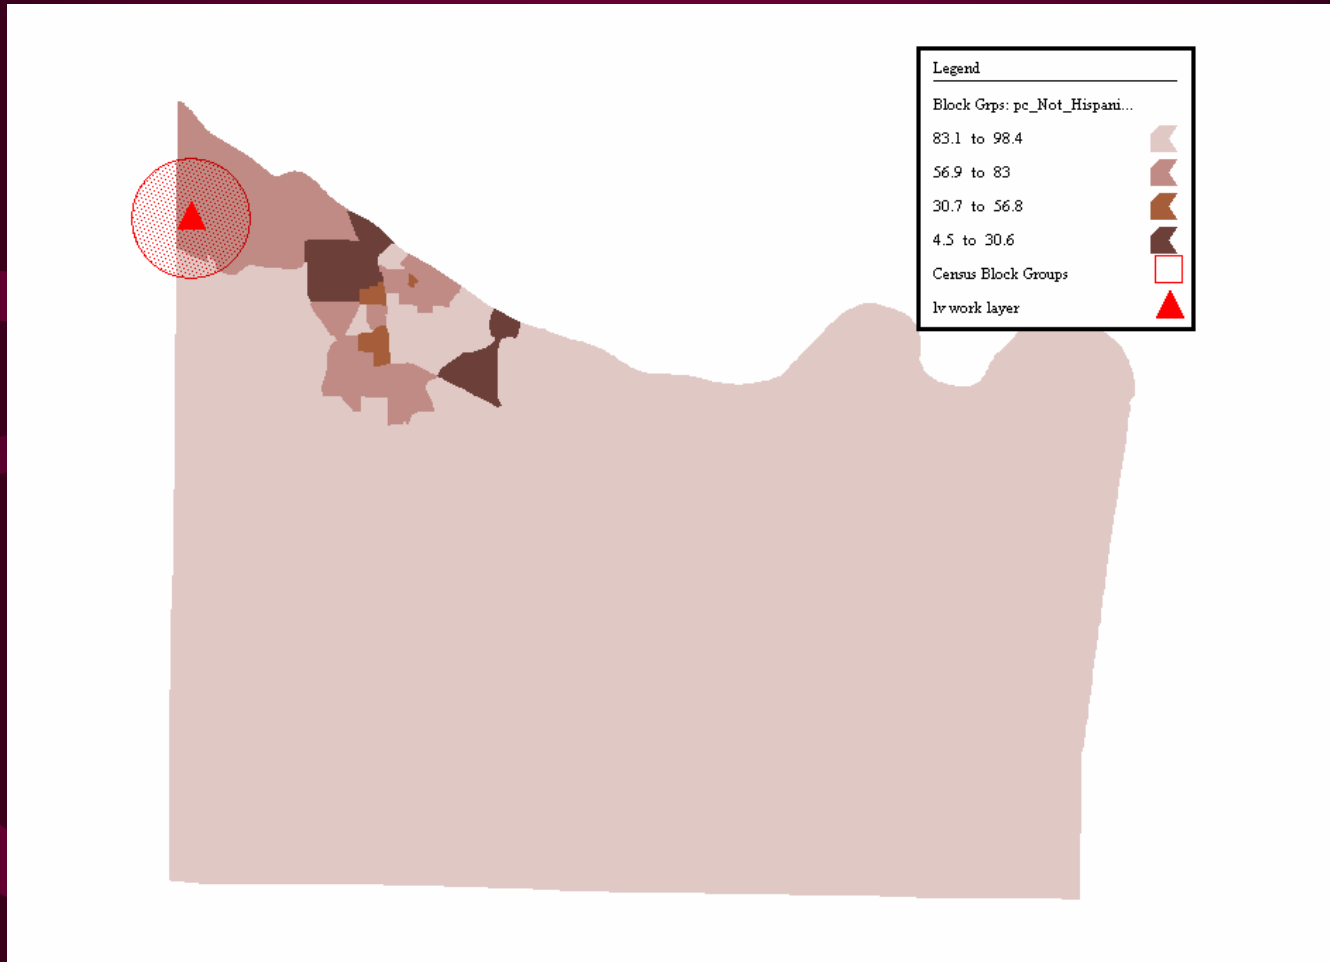 Legend
Block Grps: pc_Not_Hispani...
83.1 to 98.4
56.9 to 83
30.7 to 56.8
4.5 to 30.6
Census Block Groups
lv work layer